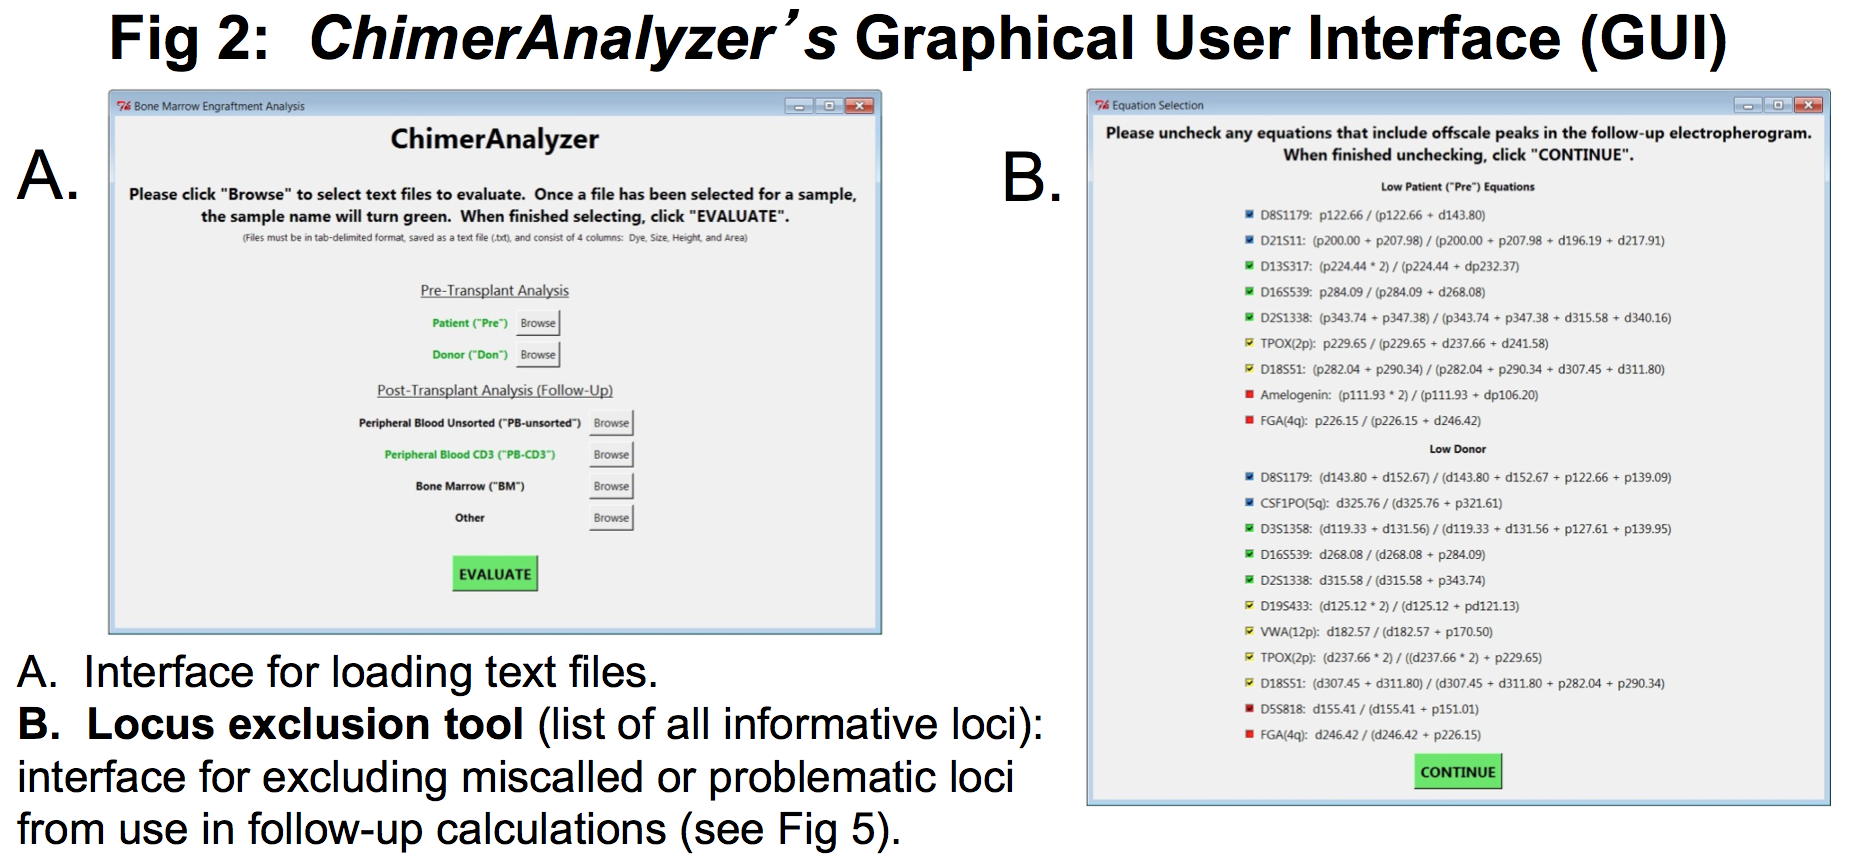 Fig 2: ChimerAnalyzer's Graphical User Interface (GUI)
A.
Bone Marrow Engraftment Analysis
ChimerAnalyzer
Please click "Browse" to select text files to evaluate. Once a file has been selected for a sample,
the sample name will turn green. When finished selecting, click "EVALUATE".
(Files must be in tab-delimited format, saved as a text file (.txt), and consist of 4 columns: Dye, Size, Height, and Area)
Pre-Transplant Analysis
Patient ("Pre") Browse
Donor ("Don") Browse
Post-Transplant Analysis (Follow-Up)
Peripheral Blood Unsorted ("PB-unsorted") Browse
Peripheral Blood CD3 ("PB-CD3") Browse
Bone Marrow ("BM") Browse
Other Browse
EVALUATE
B.
Equation Selection
Please uncheck any equations that include offscale peaks in the follow-up electropherogram.
When finished unchecking, click "CONTINUE".
Low Patient ("Pre") Equations
D8S1179: p122.66 / (p122.66 + d143.80)
D21S11: (p200.00 + p207.98) / (p200.00 + p207.98 + d196.19 + d217.91)
D13S317: (p224.44 * 2) / (p224.44 + dp232.37)
D16S539: p284.09 / (p284.09 + d268.08)
D2S1338: (p343.74 + p347.38) / (p343.74 + p347.38 + d315.58 + d340.16)
TPOX(2p): p229.65 / (p229.65 + d237.66 + d241.58)
D18S51: (p282.04 + p290.34) / (p282.04 + p290.34 + d307.45 + d311.80)
Amelogenin: (p111.93 * 2) / (p111.93 + dp106.20)
FGA(4q): p226.15 / (p226.15 + d246.42)
Low Donor
D8S1179: (d143.80 + d152.67) / (d143.80 + d152.67 + p122.66 + p139.09)
CSF1PO(5q): d325.76 / (d325.76 + p321.61)
D3S1358: (d119.33 + d131.56) / (d119.33 + d131.56 + p127.61 + p139.95)
D16S539: d268.08 / (d268.08 + p284.09)
D2S1338: d315.58 / (d315.58 + p343.74)
D19S433: (d125.12 * 2) / (d125.12 + pd121.13)
VWA(12p): d182.57 / (d182.57 + p170.50)
TPOX(2p): (d237.66 * 2) / ((d237.66 * 2) + p229.65)
D18S51: (d307.45 + d311.80) / (d307.45 + d311.80 + p282.04 + p290.34)
D5S818: d155.41 / (d155.41 + p151.01)
FGA(4q): d246.42 / (d246.42 + p226.15)
CONTINUE
A. Interface for loading text files.
B. Locus exclusion tool (list of all informative loci):
interface for excluding miscalled or problematic loci
from use in follow-up calculations (see Fig 5).